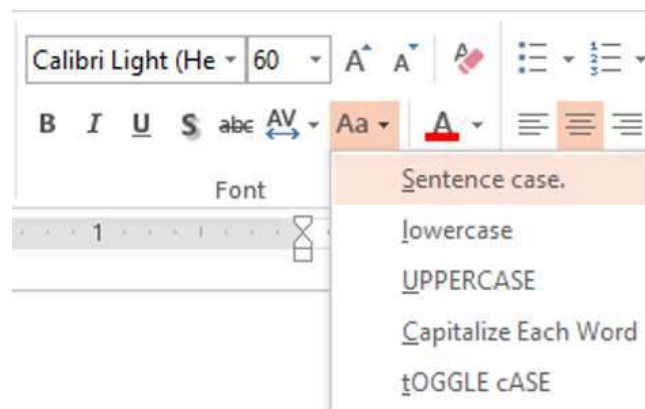 Calibri Light (He 60 A A A
B I U S abc AV Aa A
Font
1
Sentence case.
lowercase
UPPERCASE
Capitalize Each Word
tOGGLE cASE